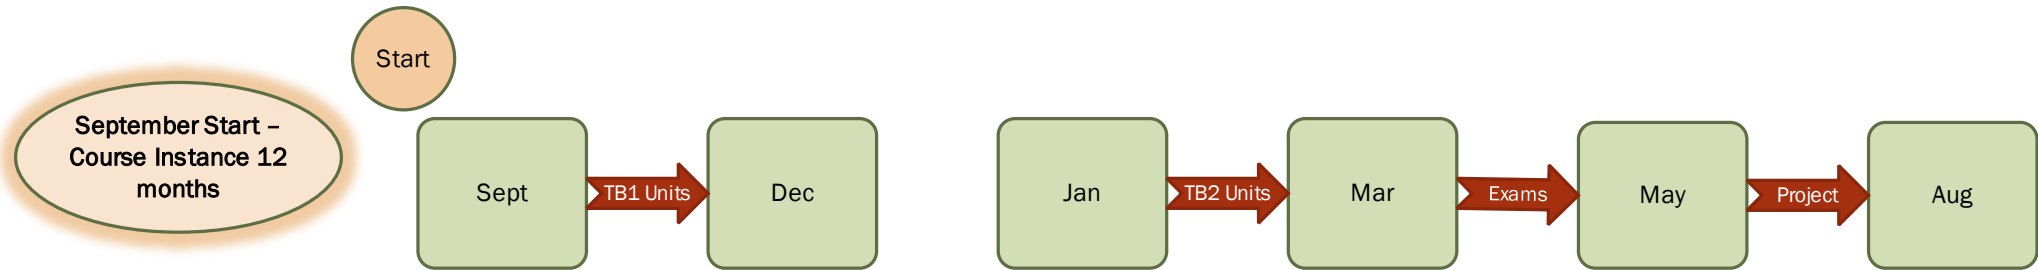 Start
September Start –
Course Instance 12
months
Sept
TB1 Units
Dec
Jan
TB2 Units
Mar
Exams
May
Project
Aug